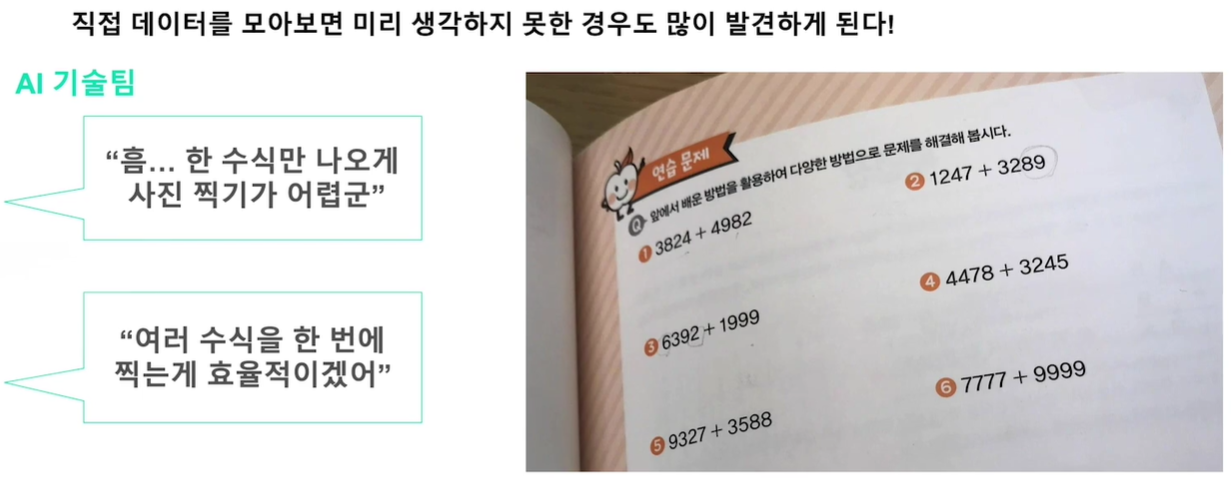 직접 데이터를 모아보면 미리 생각하지 못한 경우도 많이 발견하게 된다!
AI 기술팀
“흠... 한 수식만 나오게
사진 찍기가 어렵군”
“여러 수식을 한 번에
찍는게 효율적이겠어”
연습 문제
Q 앞에서 배운 방법을 활용하여 다양한 방법으로 문제를 해결해 봅시다.
1 3824 + 4982
2 1247 + 3289
3 6392 + 1999
4 4478 + 3245
5 9327 + 3588
6 7777 + 9999